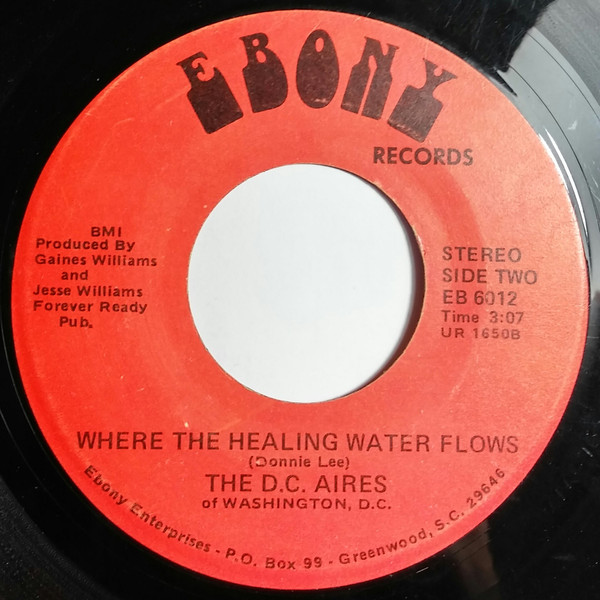 EBONY
RECORDS
BMI
Produced By
Gaines Williams
and
Jesse Williams
Forever Ready
Pub.
STEREO
SIDE TWO
EB 6012
Time 3:07
UR 1650B
WHERE THE HEALING WATER FLOWS
(Donnie Lee)
THE D.C. AIRES
of WASHINGTON, D.C.
Ebony Enterprises - P.O. Box 99 - Greenwood, S.C. 29646